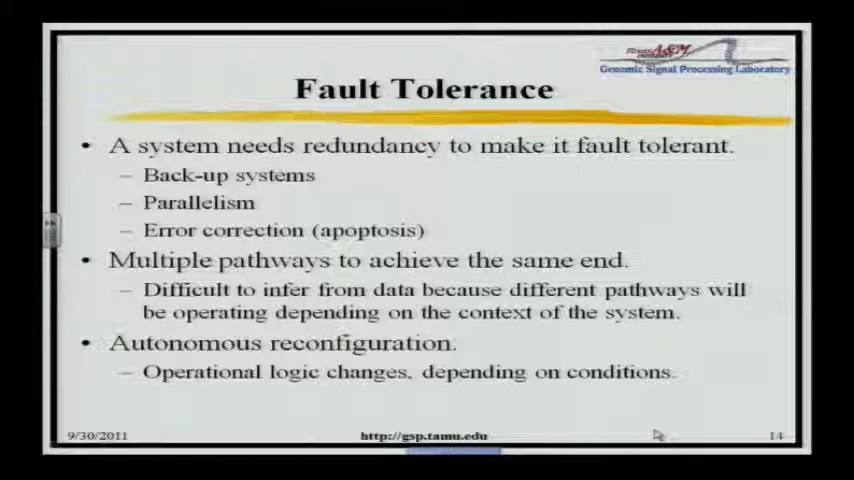 TEXAS A&M
UNIVERSITY
Genomic Signal Processing Laboratory
Fault Tolerance
• A system needs redundancy to make it fault tolerant.
– Back-up systems
– Parallelism
– Error correction (apoptosis)
• Multiple pathways to achieve the same end.
– Difficult to infer from data because different pathways will
be operating depending on the context of the system.
• Autonomous reconfiguration.
– Operational logic changes, depending on conditions.
9/30/2011 http://gsp.tamu.edu 14